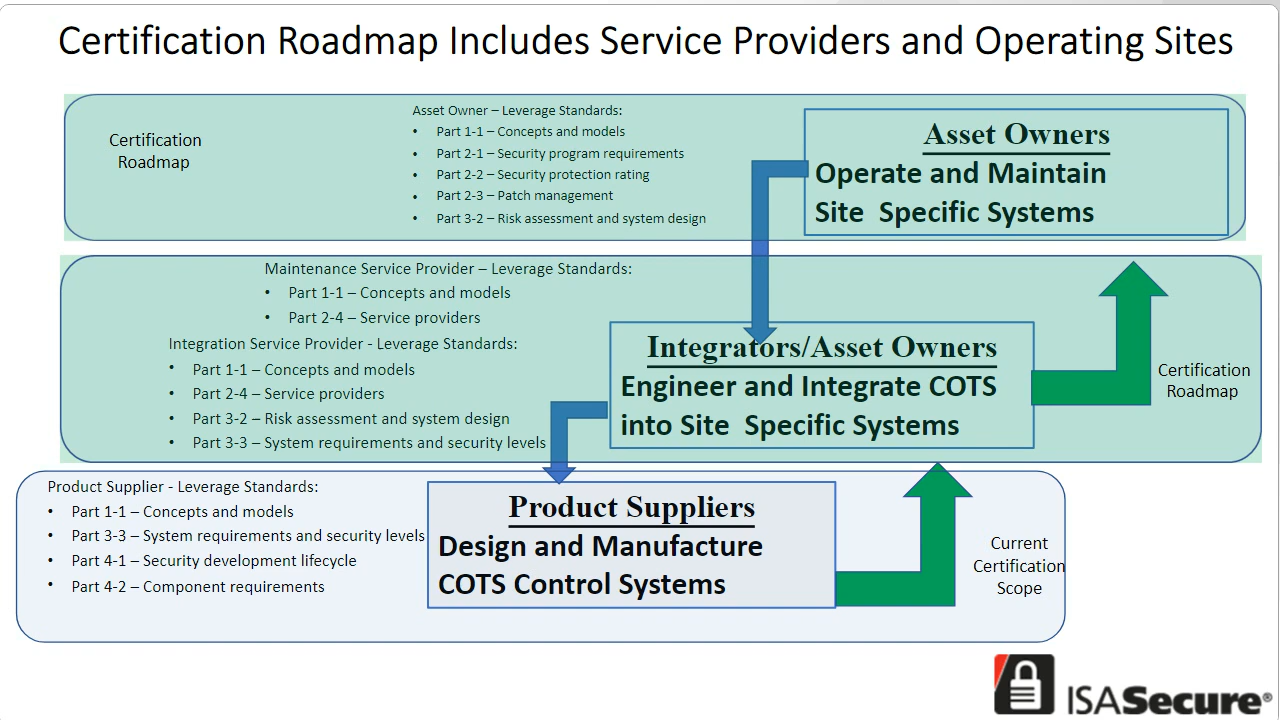 Certification Roadmap Includes Service Providers and Operating Sites
Certification
Roadmap
Asset Owner – Leverage Standards:
• Part 1-1 – Concepts and models
• Part 2-1 – Security program requirements
• Part 2-2 – Security protection rating
• Part 2-3 – Patch management
• Part 3-2 – Risk assessment and system design
Asset Owners
Operate and Maintain
Site Specific Systems
Maintenance Service Provider – Leverage Standards:
• Part 1-1 – Concepts and models
• Part 2-4 – Service providers
Integration Service Provider - Leverage Standards:
• Part 1-1 – Concepts and models
• Part 2-4 – Service providers
• Part 3-2 – Risk assessment and system design
• Part 3-3 – System requirements and security levels
Integrators/Asset Owners
Engineer and Integrate COTS
into Site Specific Systems
Certification
Roadmap
Product Supplier - Leverage Standards:
• Part 1-1 – Concepts and models
• Part 3-3 – System requirements and security levels
• Part 4-1 – Security development lifecycle
• Part 4-2 – Component requirements
Product Suppliers
Design and Manufacture
COTS Control Systems
Current
Certification
Scope
ISASecure®